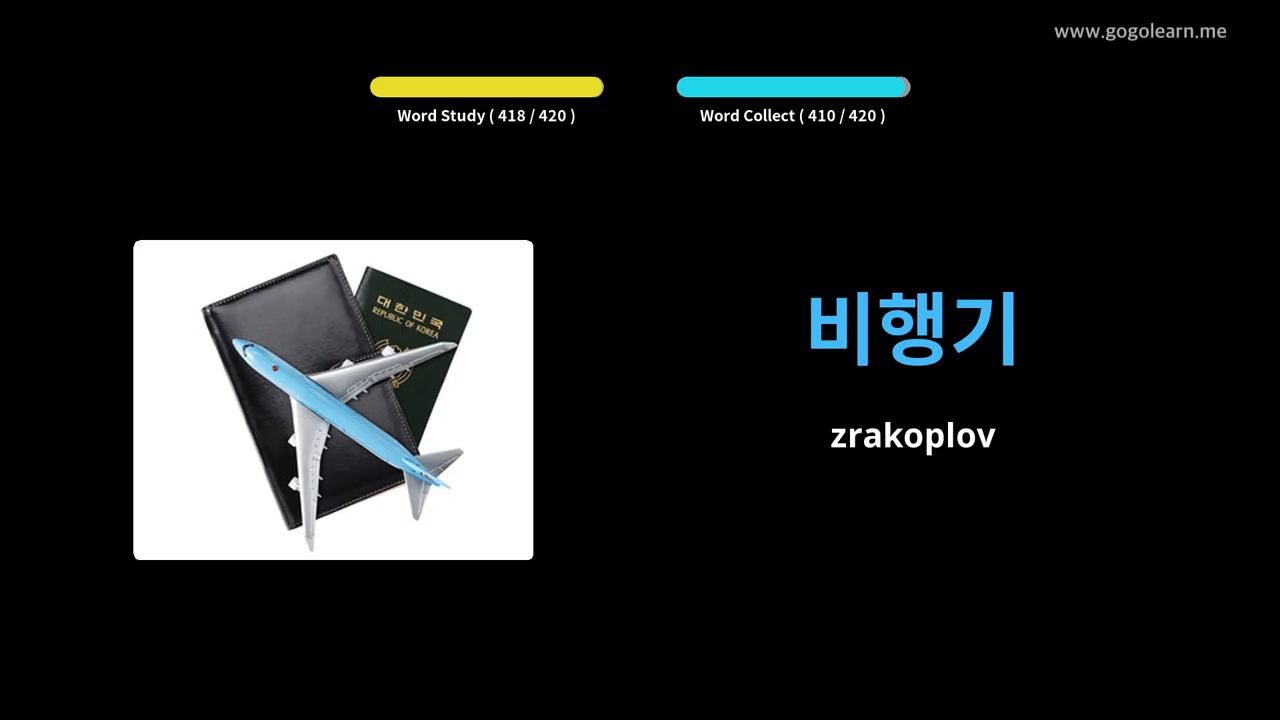 www.gogolearn.me
Word Study ( 418 / 420 )
Word Collect ( 410 / 420 )
대한민국
REPUBLIC OF KOREA
비행기
zrakoplov